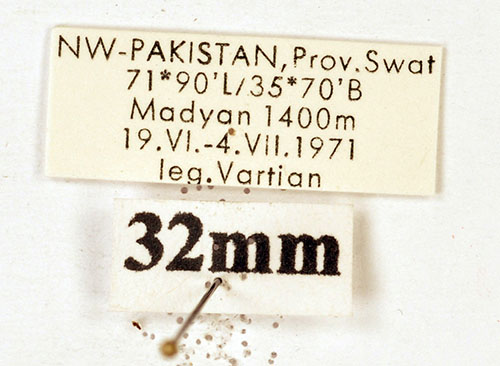 NW-PAKISTAN, Prov.Swat
71*90'L/35*70'B
Madyan 1400m
19.VI.-4.VII.1971
leg.Vartian
32mm